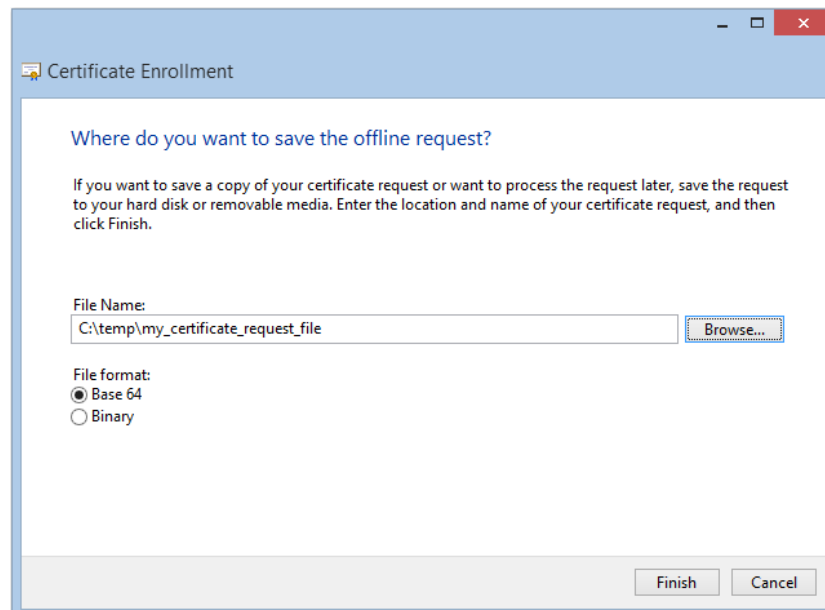 Certificate Enrollment
Where do you want to save the offline request?
If you want to save a copy of your certificate request or want to process the request later, save the request
to your hard disk or removable media. Enter the location and name of your certificate request, and then
click Finish.
File Name:
C:\temp\my_certificate_request_file
Browse...
File format:
Base 64
Binary
Finish
Cancel